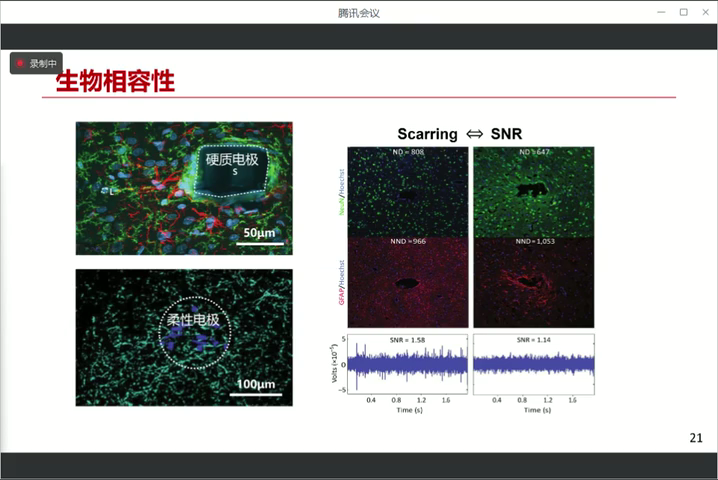 腾讯会议
录制中
生物相容性
硬质电极
S
50μm
柔性电极
100μm
Scarring ⇔ SNR
ND = 808
ND = 647
NeuN/Hoechst
NND = 966
NND = 1,053
GFAP/Hoechst
SNR = 1.58
SNR = 1.14
Volts (×10⁻⁵)
5
0
−5
0.4 0.8 1.2 1.6
0.4 0.8 1.2 1.6
Time (s)
Time (s)
21